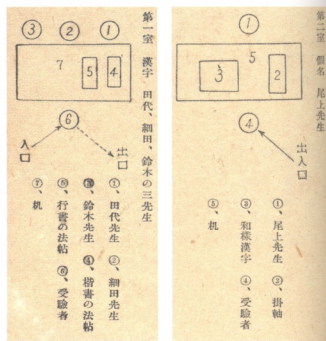 第一室 漢字 田代、細田、鈴木の三先生
③ ② ①
7 5 4
⑥
入口
出口
①、田代先生 ②、細田先生
③、鈴木先生 ④、楷書の法帖
⑤、行書の法帖 ⑥、受驗者
⑦、机
第二室 假名 尾上先生
①
5
3 2
④
出入口
①、尾上先生 ②、掛軸
③、和樣漢字 ④、受驗者
⑤、机